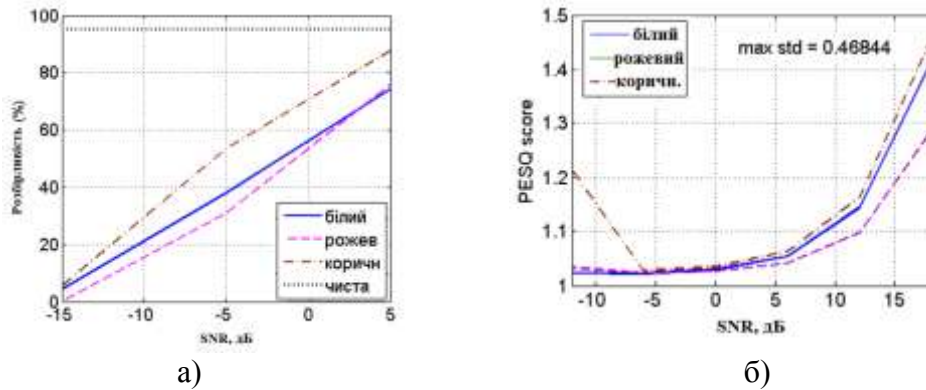 100
80
60
40
20
0
Розбірливість (%)
білий
рожев
коричн
чиста
-15
-10
-5
0
5
SNR, дБ
а)
1.5
1.4
1.3
1.2
1.1
1
PESQ score
білий
рожевий
коричн.
max std = 0.46844
-10
-5
0
5
10
15
SNR, дБ
б)